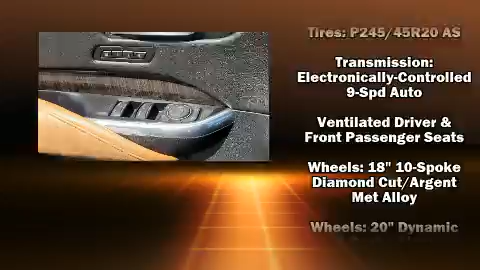 Tires: P245/45R20 AS
Transmission:
Electronically-Controlled
9-Spd Auto
Ventilated Driver &
Front Passenger Seats
Wheels: 18" 10-Spoke
Diamond Cut/Argent
Met Alloy
Wheels: 20" Dynamic